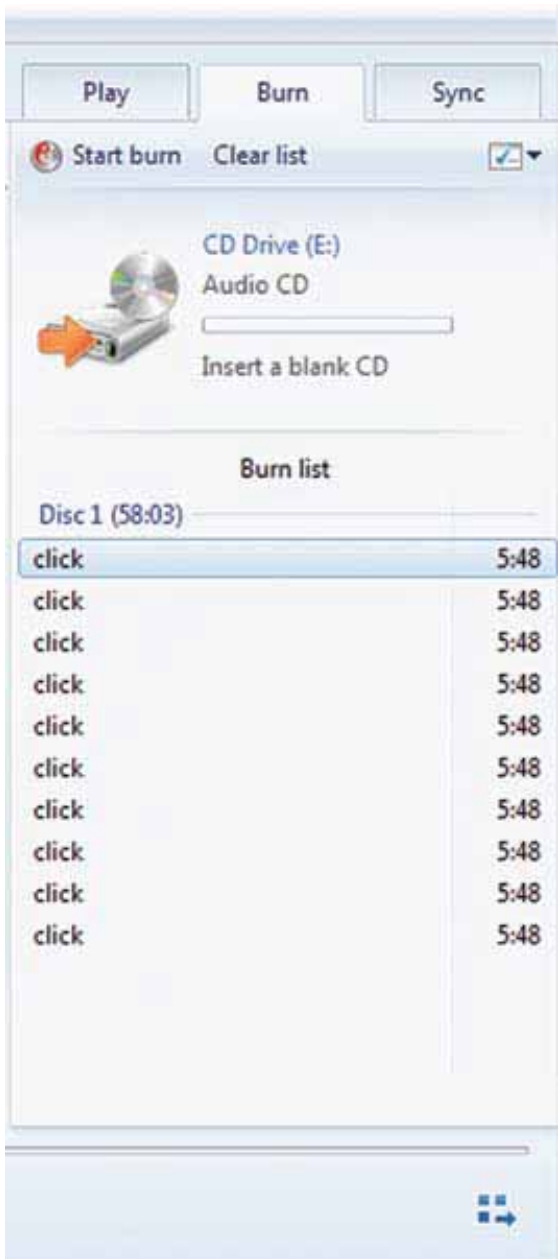 Play Burn Sync
Start burn Clear list
CD Drive (E:)
Audio CD
Insert a blank CD
Burn list
Disc 1 (58:03)
click 5:48
click 5:48
click 5:48
click 5:48
click 5:48
click 5:48
click 5:48
click 5:48
click 5:48
click 5:48